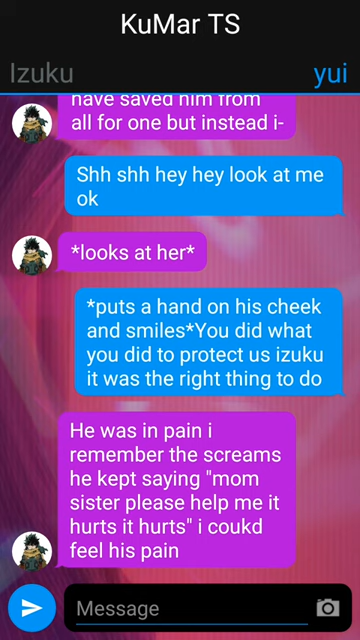 KuMar TS
Izuku
yui
have saved him from
all for one but instead i-
Shh shh hey hey look at me
ok
*looks at her*
*puts a hand on his cheek
and smiles*You did what
you did to protect us izuku
it was the right thing to do
He was in pain i
remember the screams
he kept saying "mom
sister please help me it
hurts it hurts" i coukd
feel his pain
Message